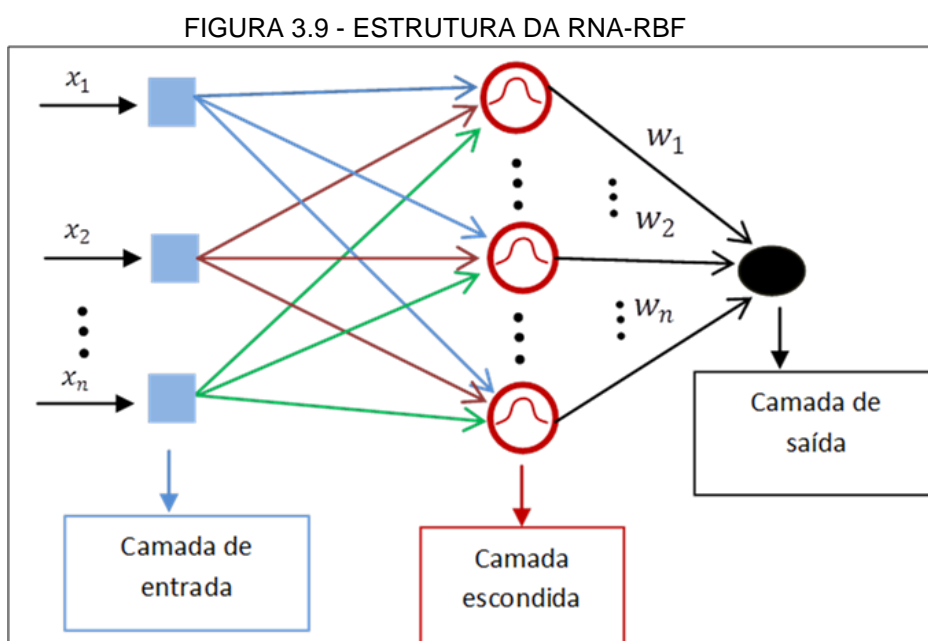 FIGURA 3.9 - ESTRUTURA DA RNA-RBF
x₁
x₂
xₙ
w₁
w₂
wₙ
Camada de
entrada
Camada
escondida
Camada de
saída